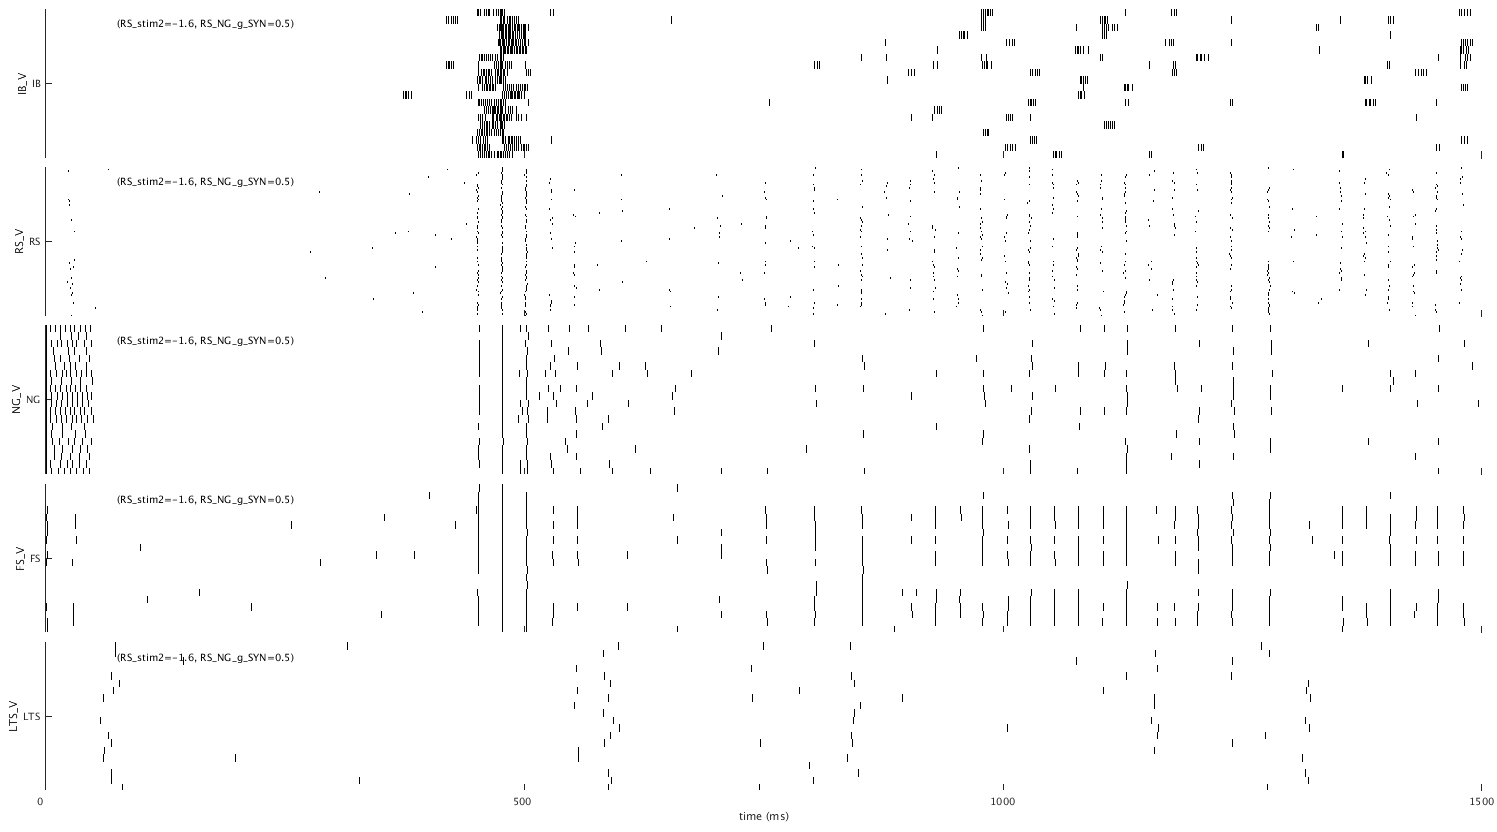 (RS_stim2=−1.6, RS_NG_g_SYN=0.5)
IB_V
IB
(RS_stim2=−1.6, RS_NG_g_SYN=0.5)
RS_V
RS
(RS_stim2=−1.6, RS_NG_g_SYN=0.5)
NG_V
NG
(RS_stim2=−1.6, RS_NG_g_SYN=0.5)
FS_V
FS
(RS_stim2=−1.6, RS_NG_g_SYN=0.5)
LTS_V
LTS
0 500 1000 1500
time (ms)